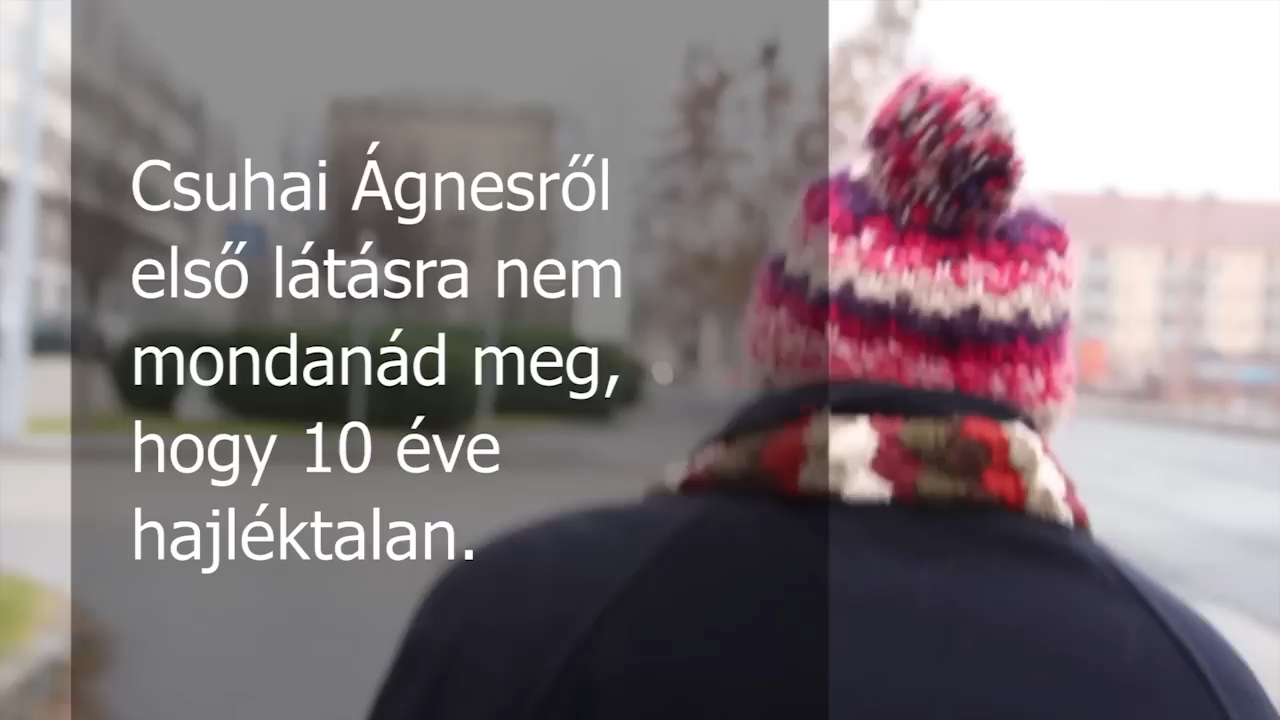 Csuhai Ágnesről
első látásra nem
mondanád meg,
hogy 10 éve
hajléktalan.